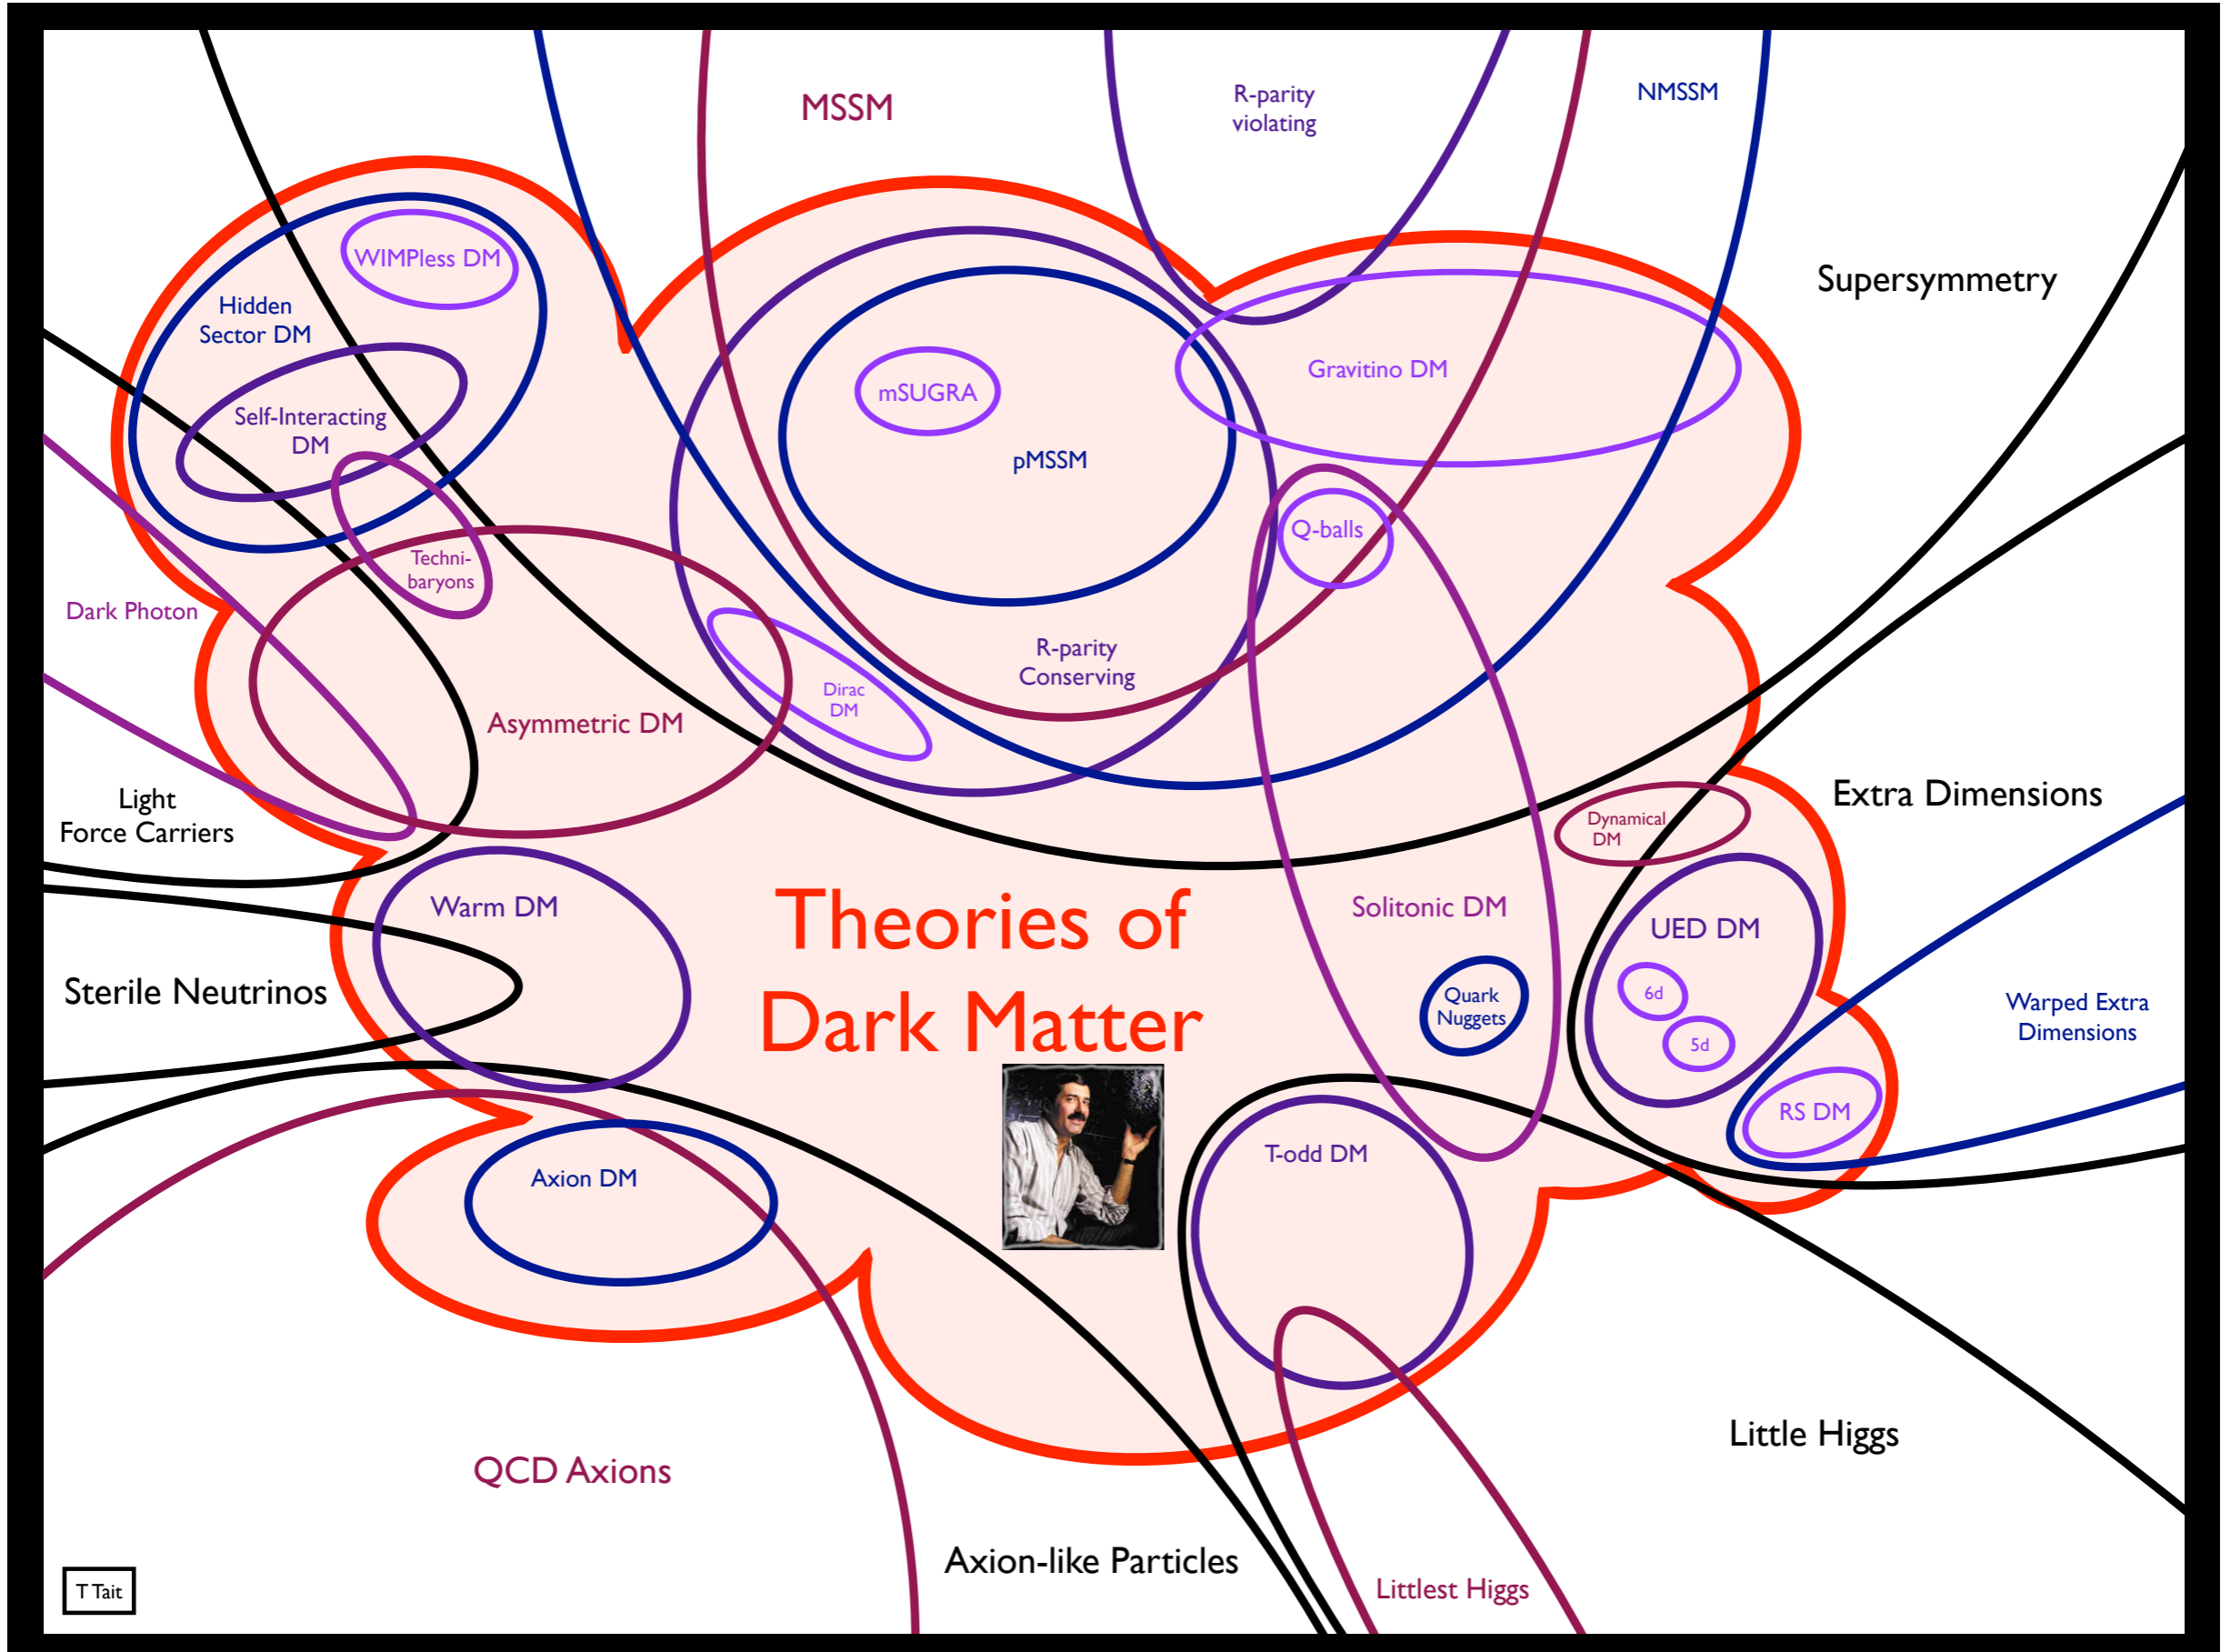 MSSM
R-parity
violating
NMSSM
Supersymmetry
WIMPless DM
Hidden
Sector DM
Self-Interacting
DM
mSUGRA
pMSSM
Gravitino DM
Q-balls
Techni-
baryons
Dark Photon
R-parity
Conserving
Dirac
DM
Asymmetric DM
Light
Force Carriers
Extra Dimensions
Dynamical
DM
Warm DM
Theories of
Dark Matter
Solitonic DM
UED DM
Sterile Neutrinos
Quark
Nuggets
6d
5d
Warped Extra
Dimensions
RS DM
T-odd DM
Axion DM
Little Higgs
QCD Axions
Axion-like Particles
Littlest Higgs
T Tait